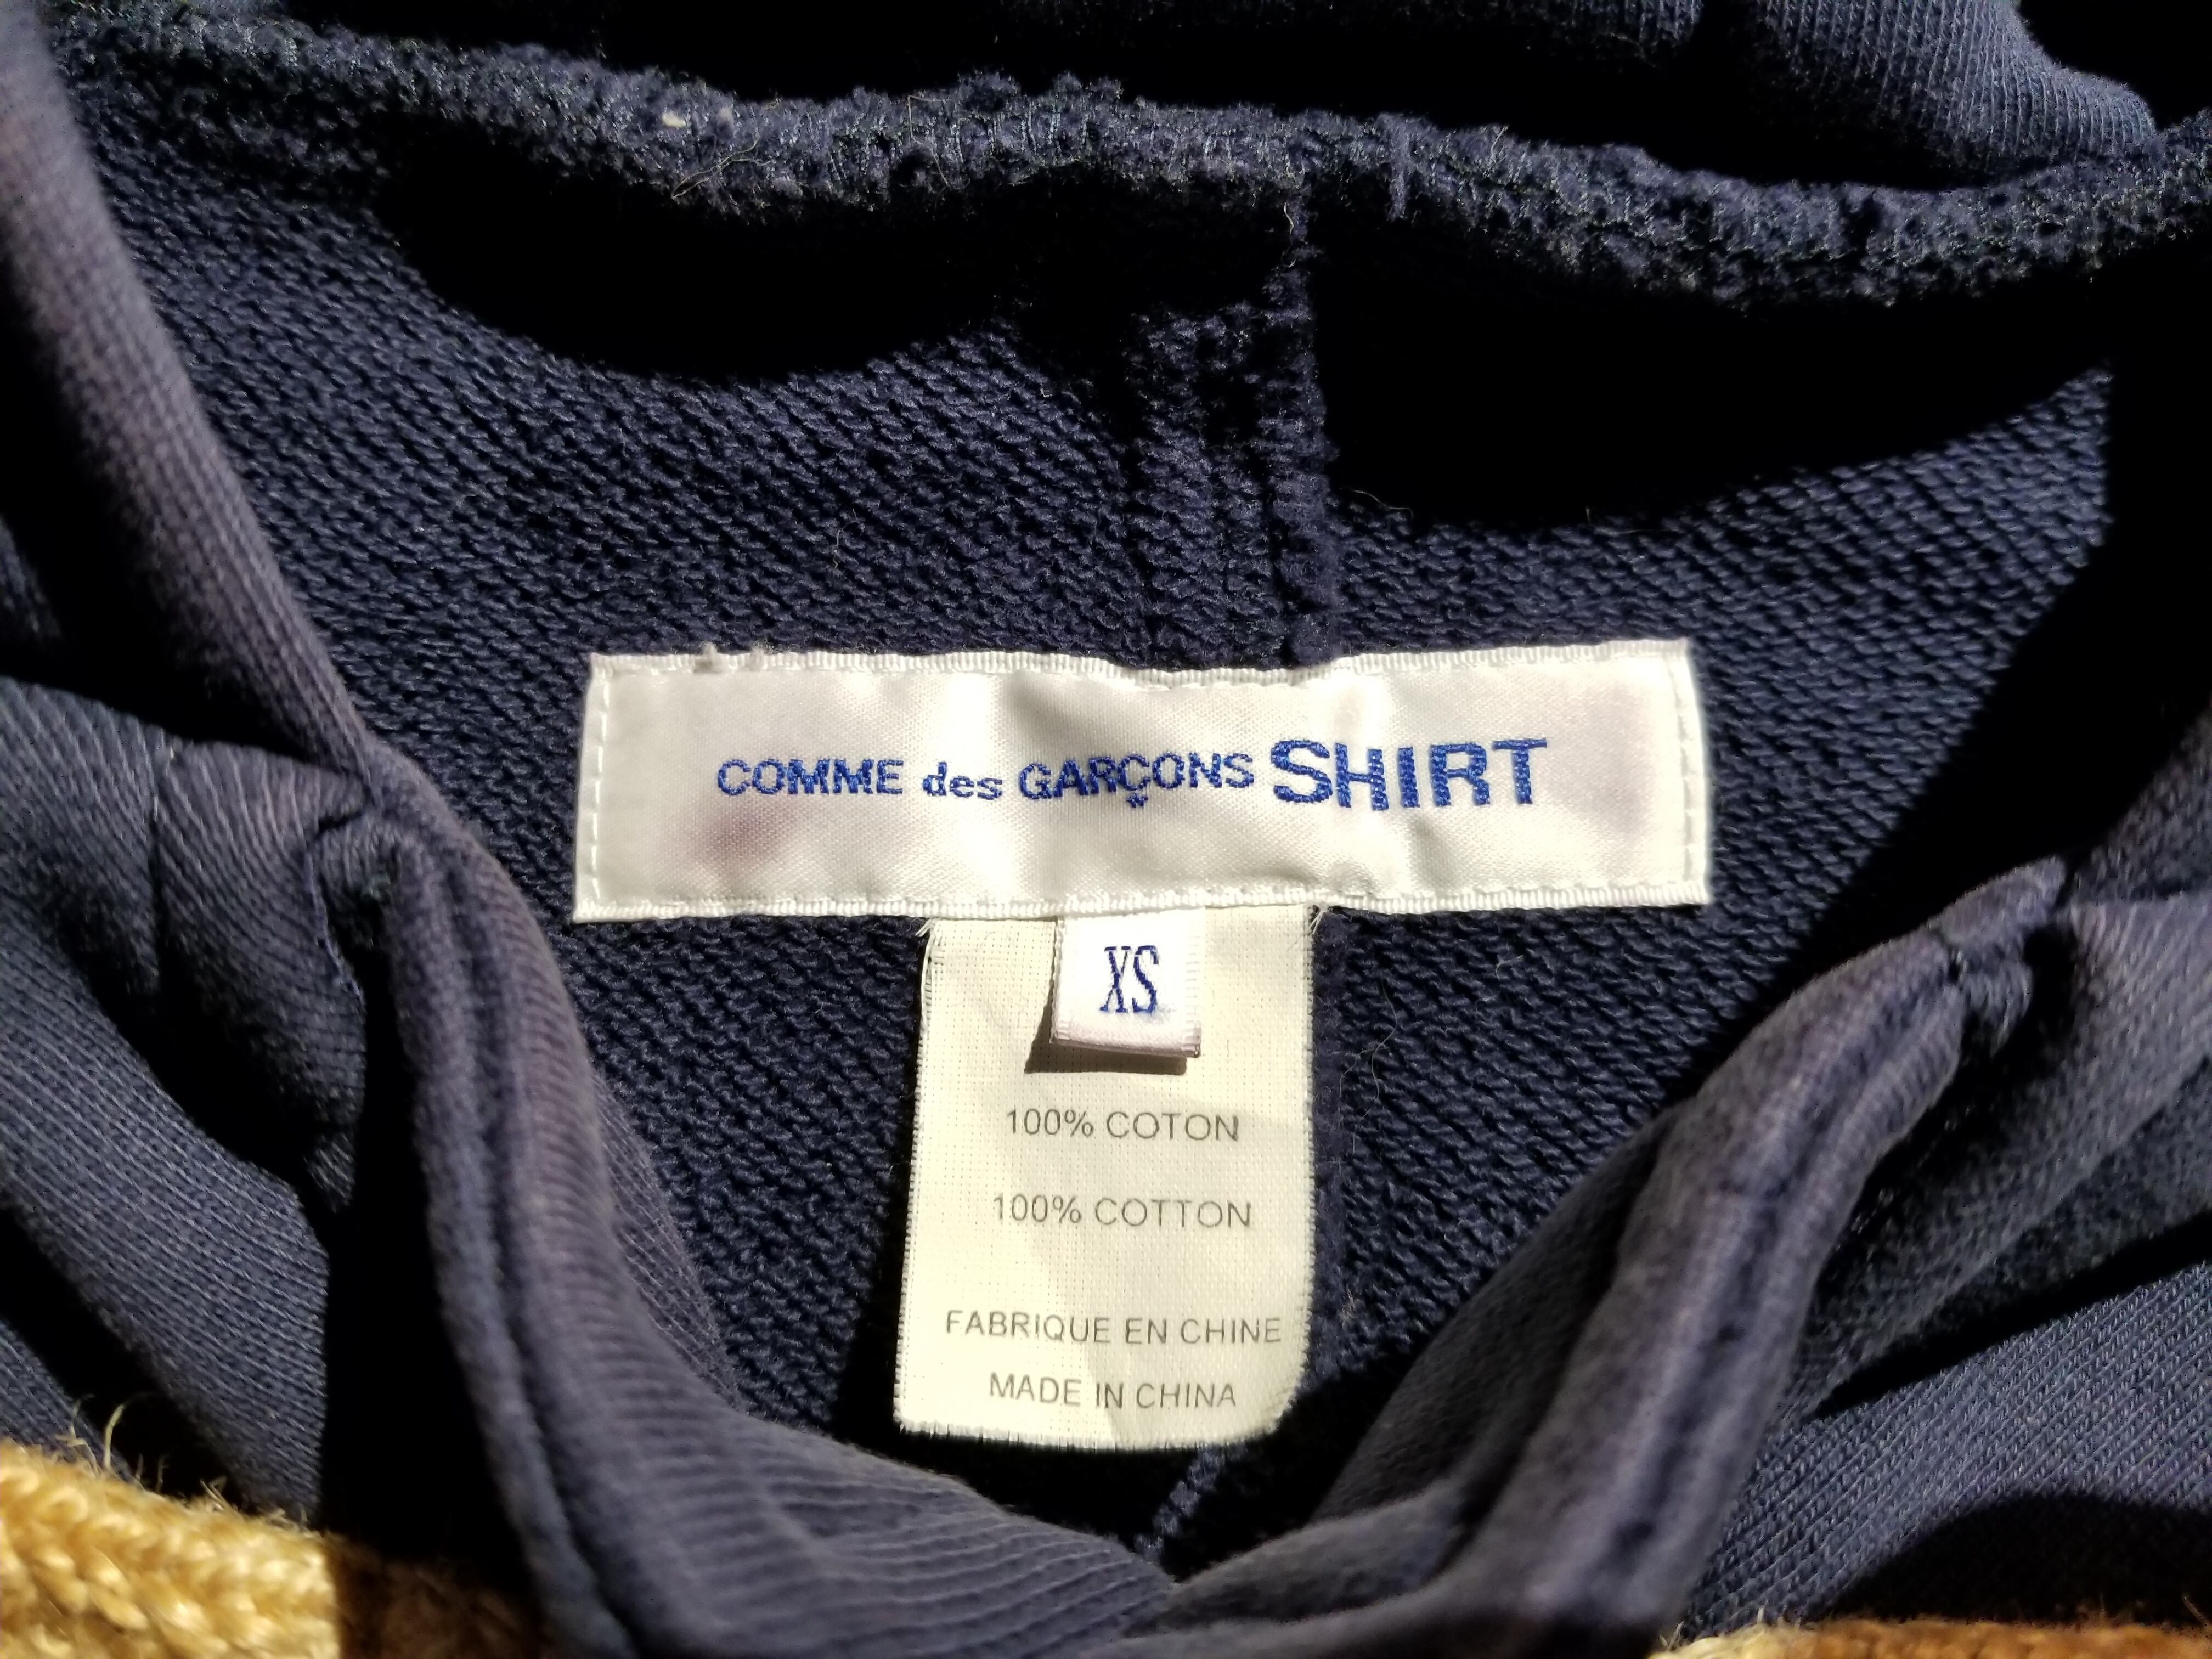 COMME des GARÇONS SHIRT
XS
100% COTON
100% COTTON
FABRIQUE EN CHINE
MADE IN CHINA